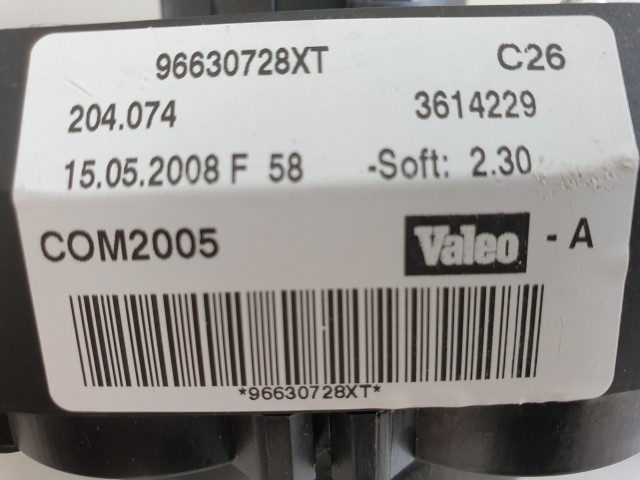 96630728XT C26
204.074 3614229
15.05.2008 F 58 -Soft: 2.30
COM2005 Valeo - A
*96630728XT*